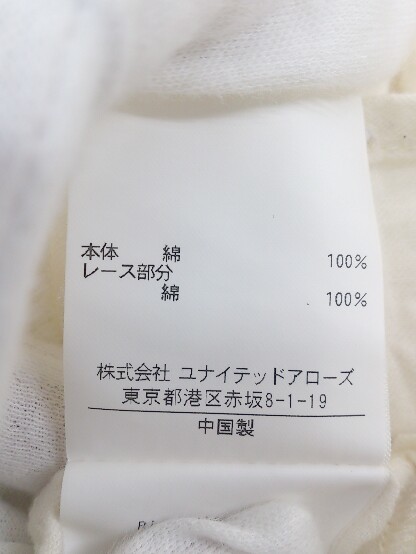 本体 綿 100%
レース部分
綿 100%
株式会社 ユナイテッドアローズ
東京都港区赤坂8-1-19
中国製